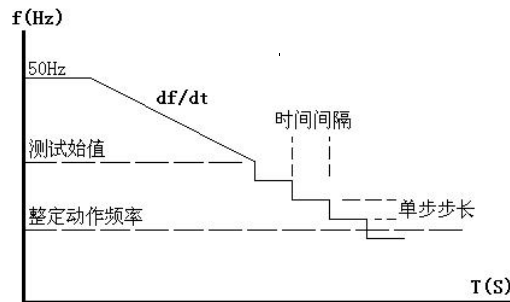 f(Hz)
50Hz
df/dt
时间间隔
测试始值
单步步长
整定动作频率
T(S)